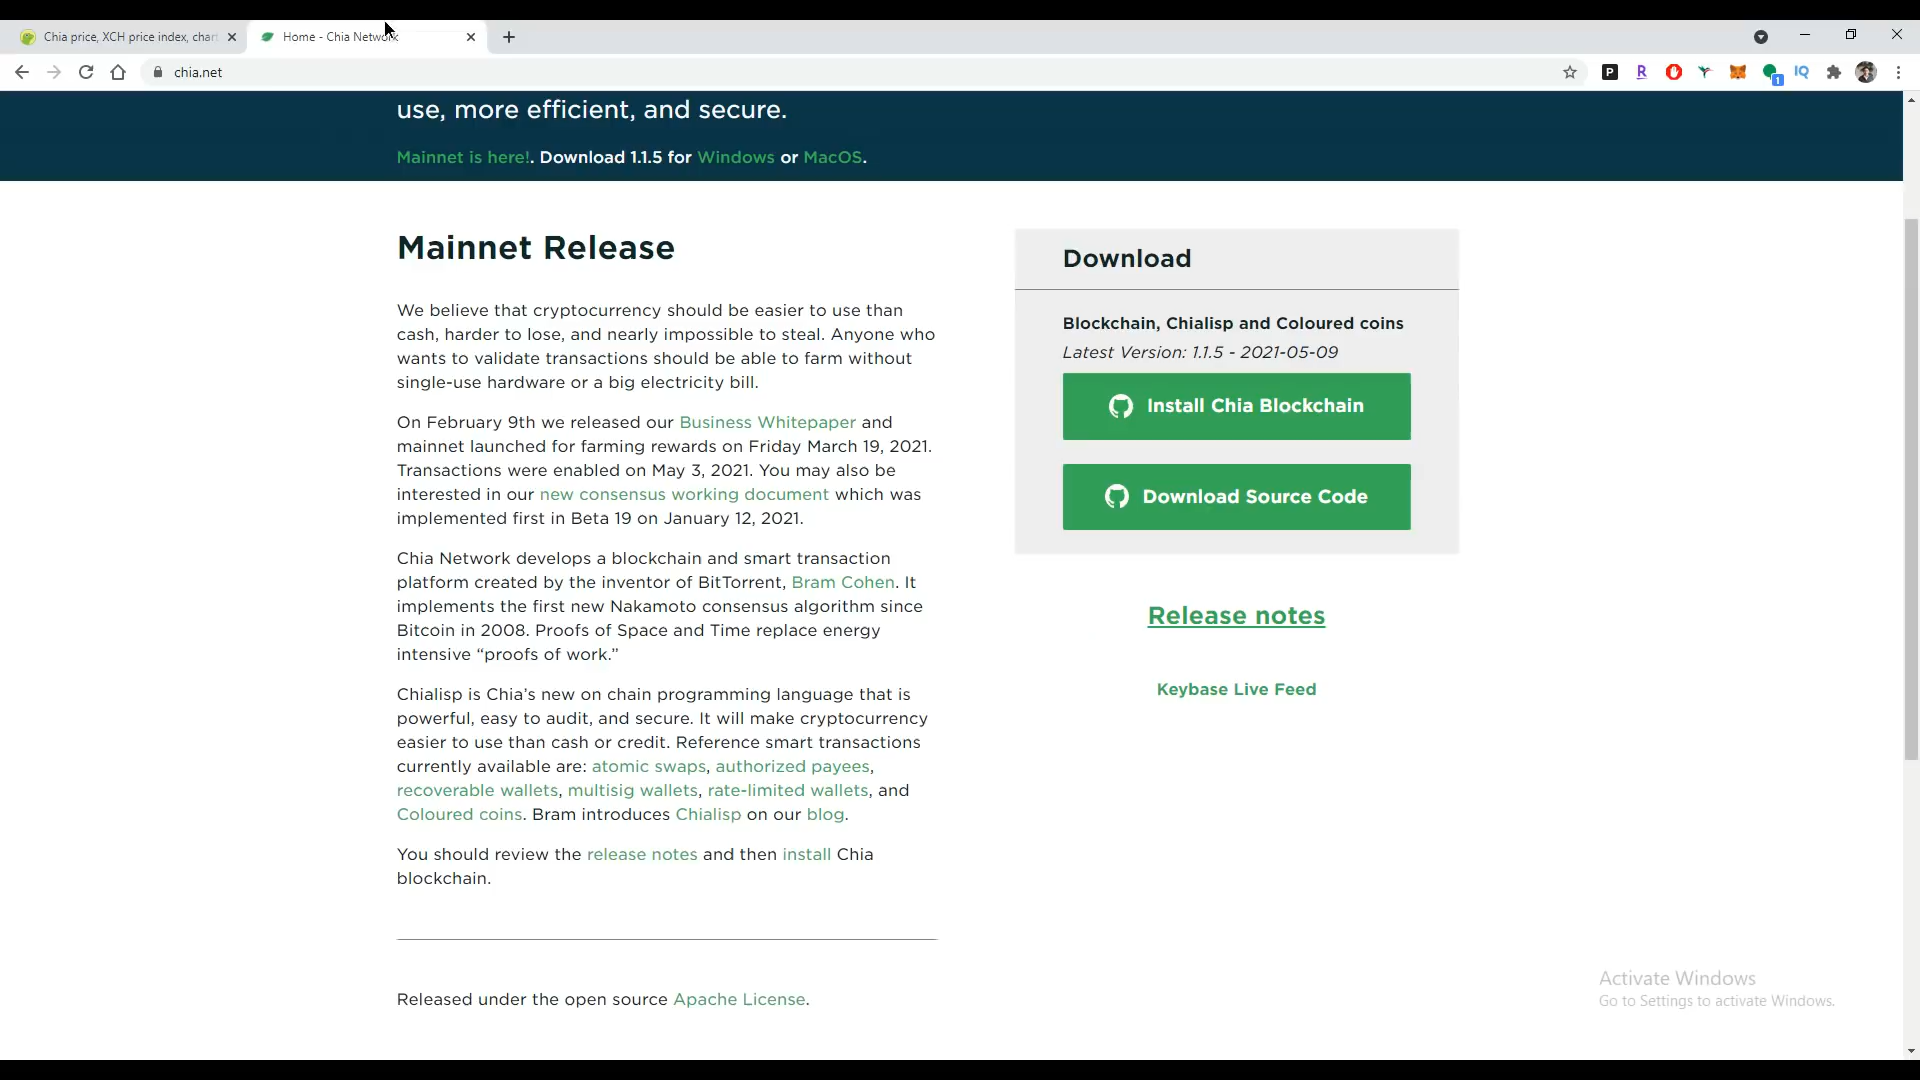 Chia price, XCH price index, chart
Home - Chia Network
chia.net
use, more efficient, and secure.
Mainnet is here!. Download 1.1.5 for Windows or MacOS.
Mainnet Release
We believe that cryptocurrency should be easier to use than
cash, harder to lose, and nearly impossible to steal. Anyone who
wants to validate transactions should be able to farm without
single-use hardware or a big electricity bill.
On February 9th we released our Business Whitepaper and
mainnet launched for farming rewards on Friday March 19, 2021.
Transactions were enabled on May 3, 2021. You may also be
interested in our new consensus working document which was
implemented first in Beta 19 on January 12, 2021.
Chia Network develops a blockchain and smart transaction
platform created by the inventor of BitTorrent, Bram Cohen. It
implements the first new Nakamoto consensus algorithm since
Bitcoin in 2008. Proofs of Space and Time replace energy
intensive “proofs of work.”
Chialisp is Chia’s new on chain programming language that is
powerful, easy to audit, and secure. It will make cryptocurrency
easier to use than cash or credit. Reference smart transactions
currently available are: atomic swaps, authorized payees,
recoverable wallets, multisig wallets, rate-limited wallets, and
Coloured coins. Bram introduces Chialisp on our blog.
You should review the release notes and then install Chia
blockchain.
Released under the open source Apache License.
Download
Blockchain, Chialisp and Coloured coins
Latest Version: 1.1.5 - 2021-05-09
Install Chia Blockchain
Download Source Code
Release notes
Keybase Live Feed
Activate Windows
Go to Settings to activate Windows.